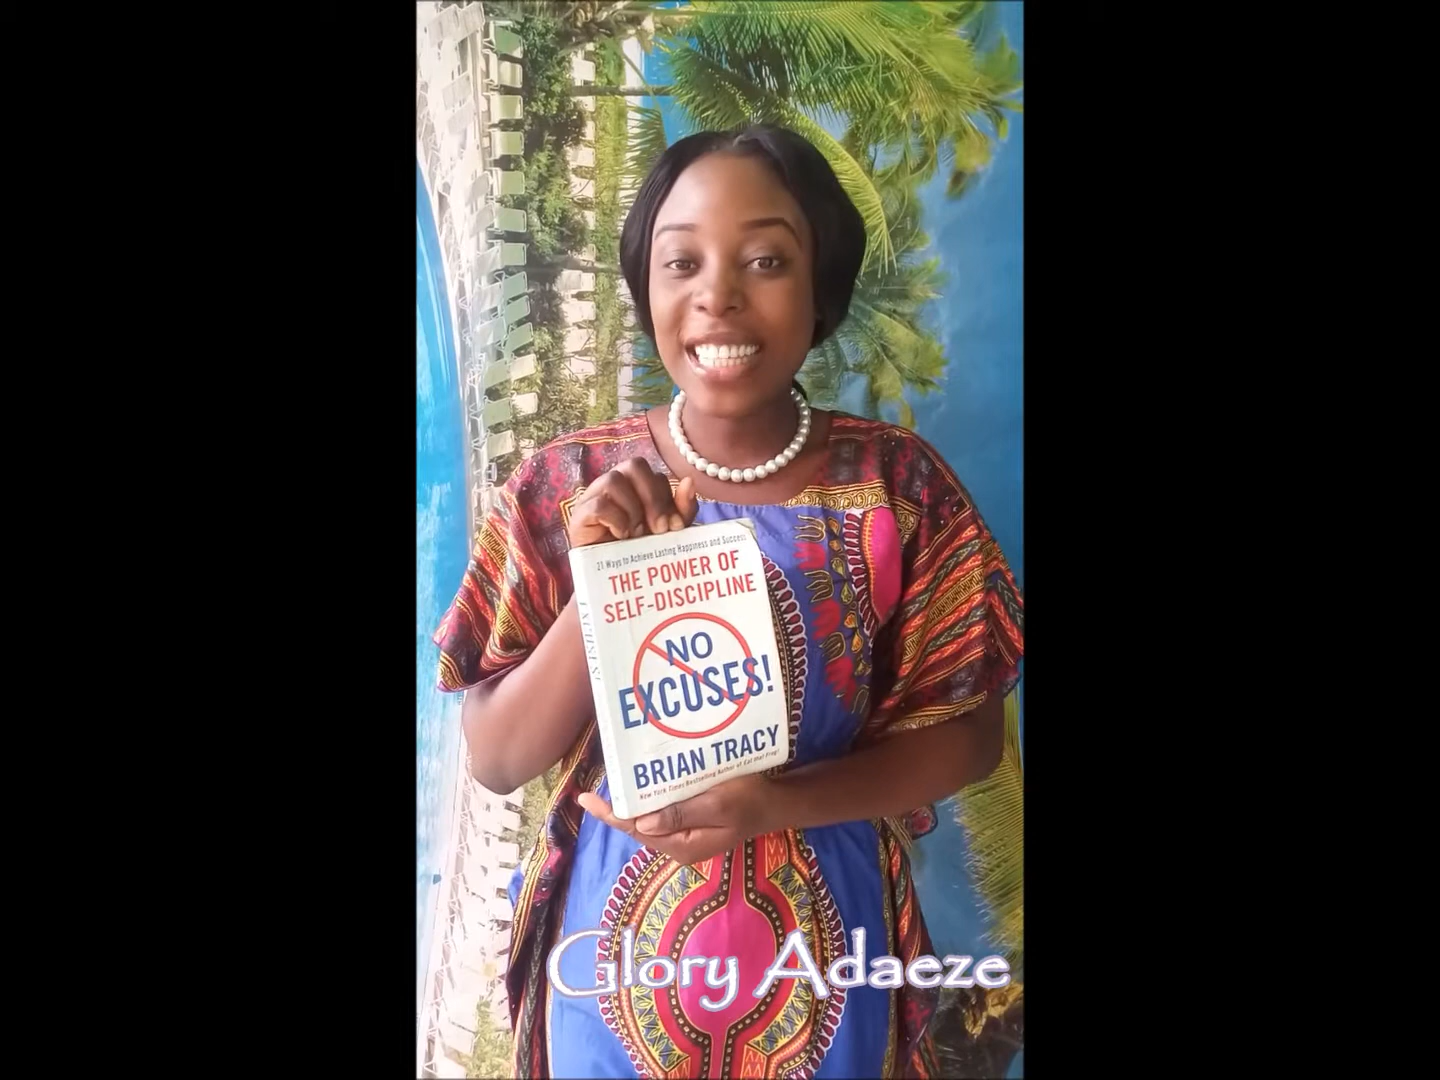 21 Ways to Achieve Lasting Happiness and Success
THE POWER OF
SELF-DISCIPLINE
NO
EXCUSES!
BRIAN TRACY
New York Times Bestselling Author of Eat that Frog!
Glory Adaeze